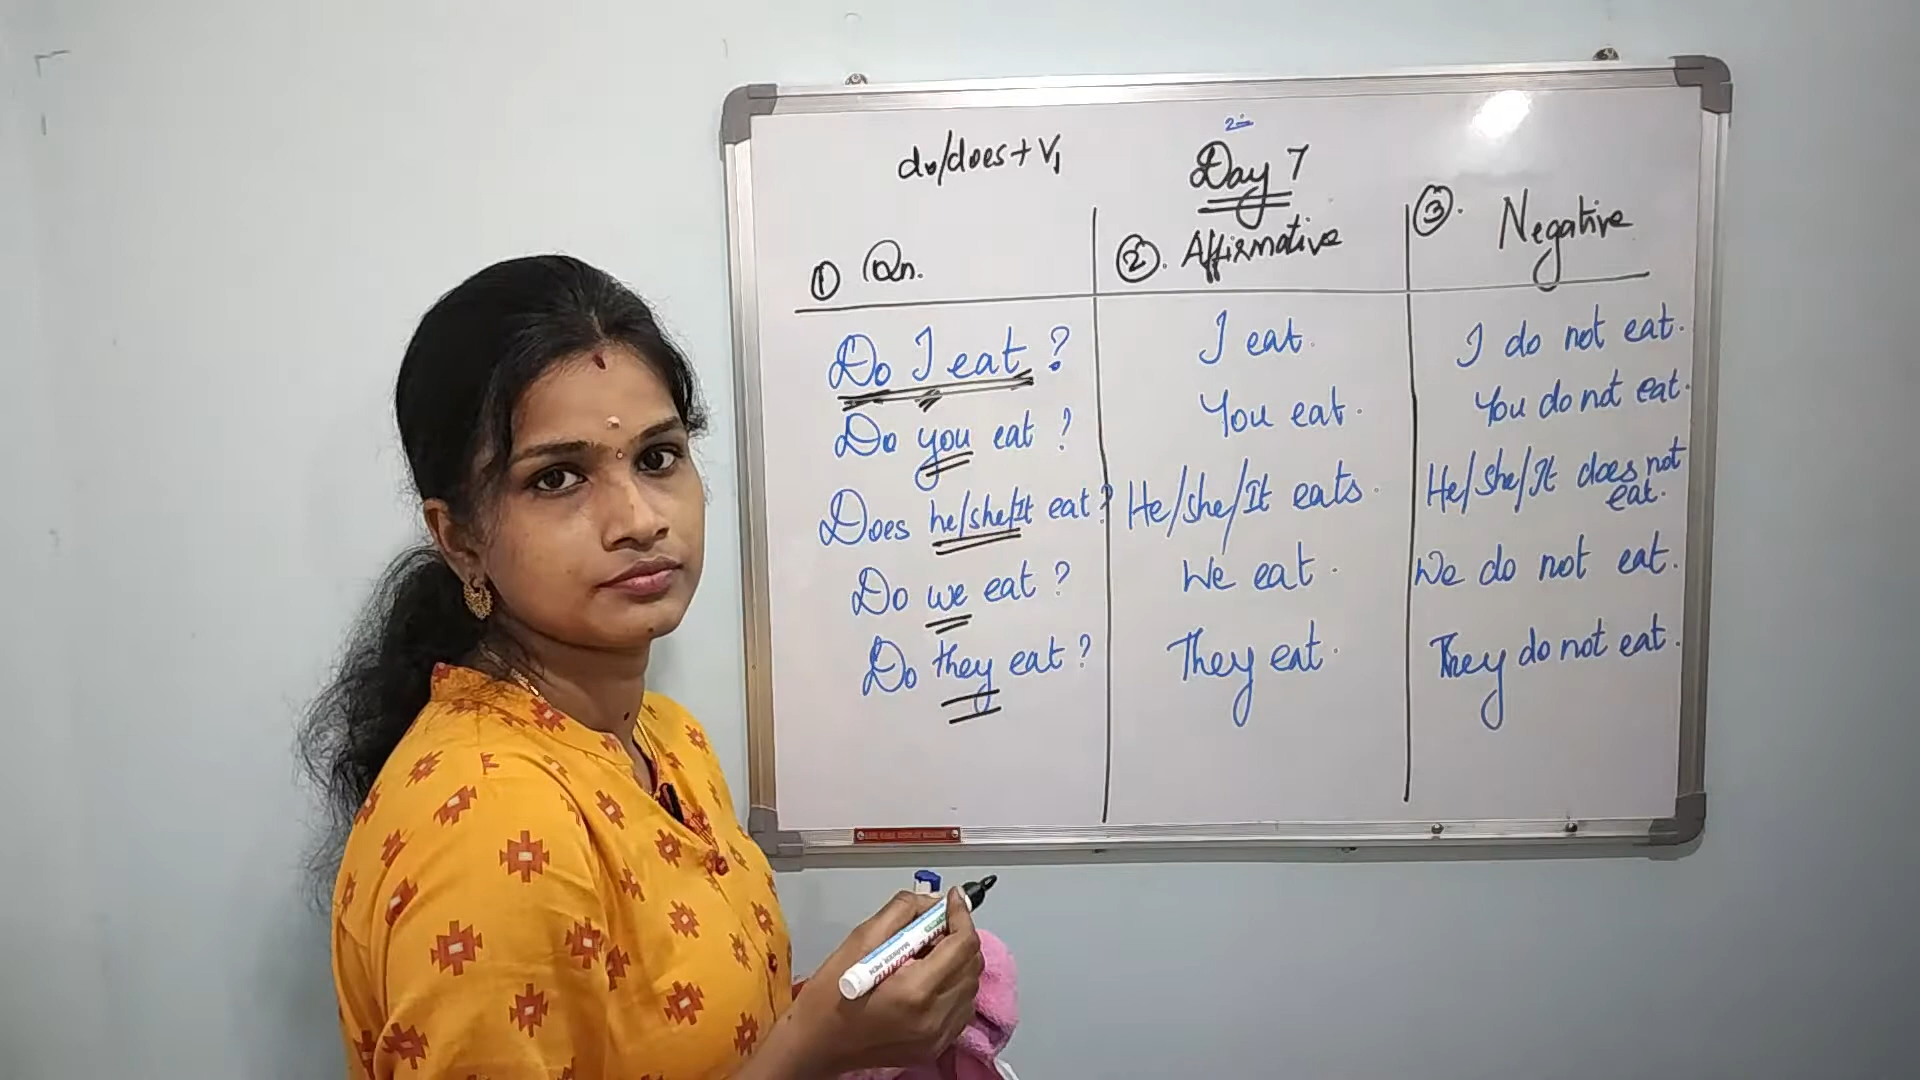 2
Day 7
do/does + V1
① Qn.
②. Affirmative
③. Negative
Do I eat ?
I eat.
I do not eat.
Do you eat ?
You eat.
You do not eat.
Does he/she/It eat?
He/she/It eats.
He/she/It does not
eat.
Do we eat ?
We eat.
We do not eat.
Do they eat ?
They eat.
They do not eat.
MARKER PEN